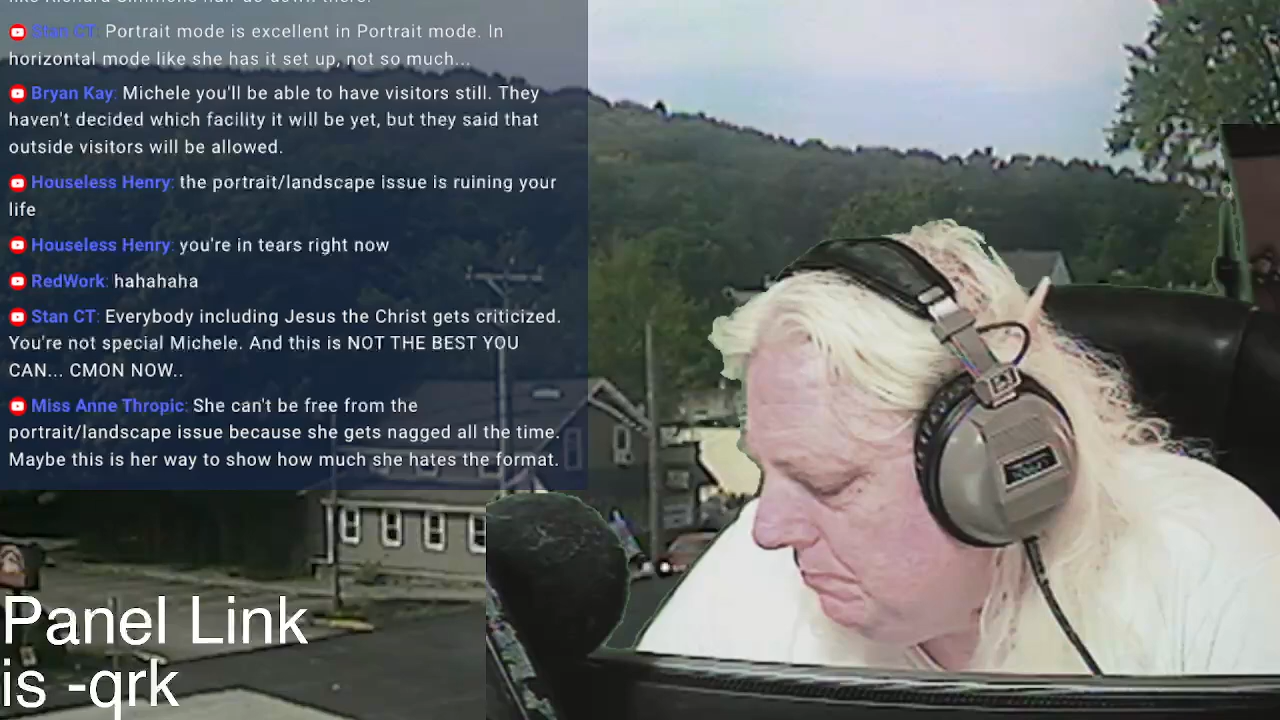 Stan CT: Portrait mode is excellent in Portrait mode. In
horizontal mode like she has it set up, not so much...
Bryan Kay: Michele you'll be able to have visitors still. They
haven't decided which facility it will be yet, but they said that
outside visitors will be allowed.
Houseless Henry: the portrait/landscape issue is ruining your
life
Houseless Henry: you're in tears right now
RedWork: hahahaha
Stan CT: Everybody including Jesus the Christ gets criticized.
You're not special Michele. And this is NOT THE BEST YOU
CAN... CMON NOW..
Miss Anne Thropic: She can't be free from the
portrait/landscape issue because she gets nagged all the time.
Maybe this is her way to show how much she hates the format.
Panel Link
is -qrk